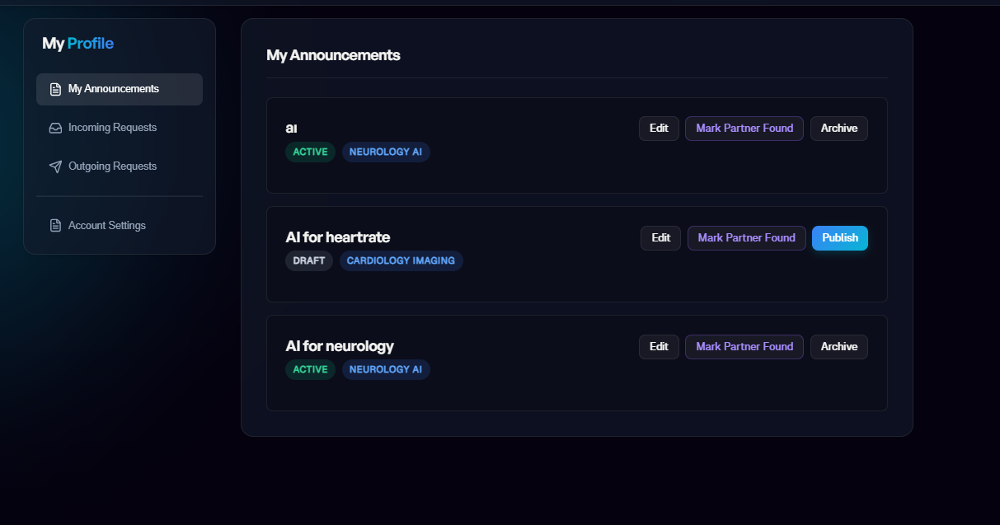 My Profile
My Announcements
Incoming Requests
Outgoing Requests
Account Settings
My Announcements
aı
ACTIVE NEUROLOGY AI
Edit Mark Partner Found Archive
AI for heartrate
DRAFT CARDIOLOGY IMAGING
Edit Mark Partner Found Publish
AI for neurology
ACTIVE NEUROLOGY AI
Edit Mark Partner Found Archive